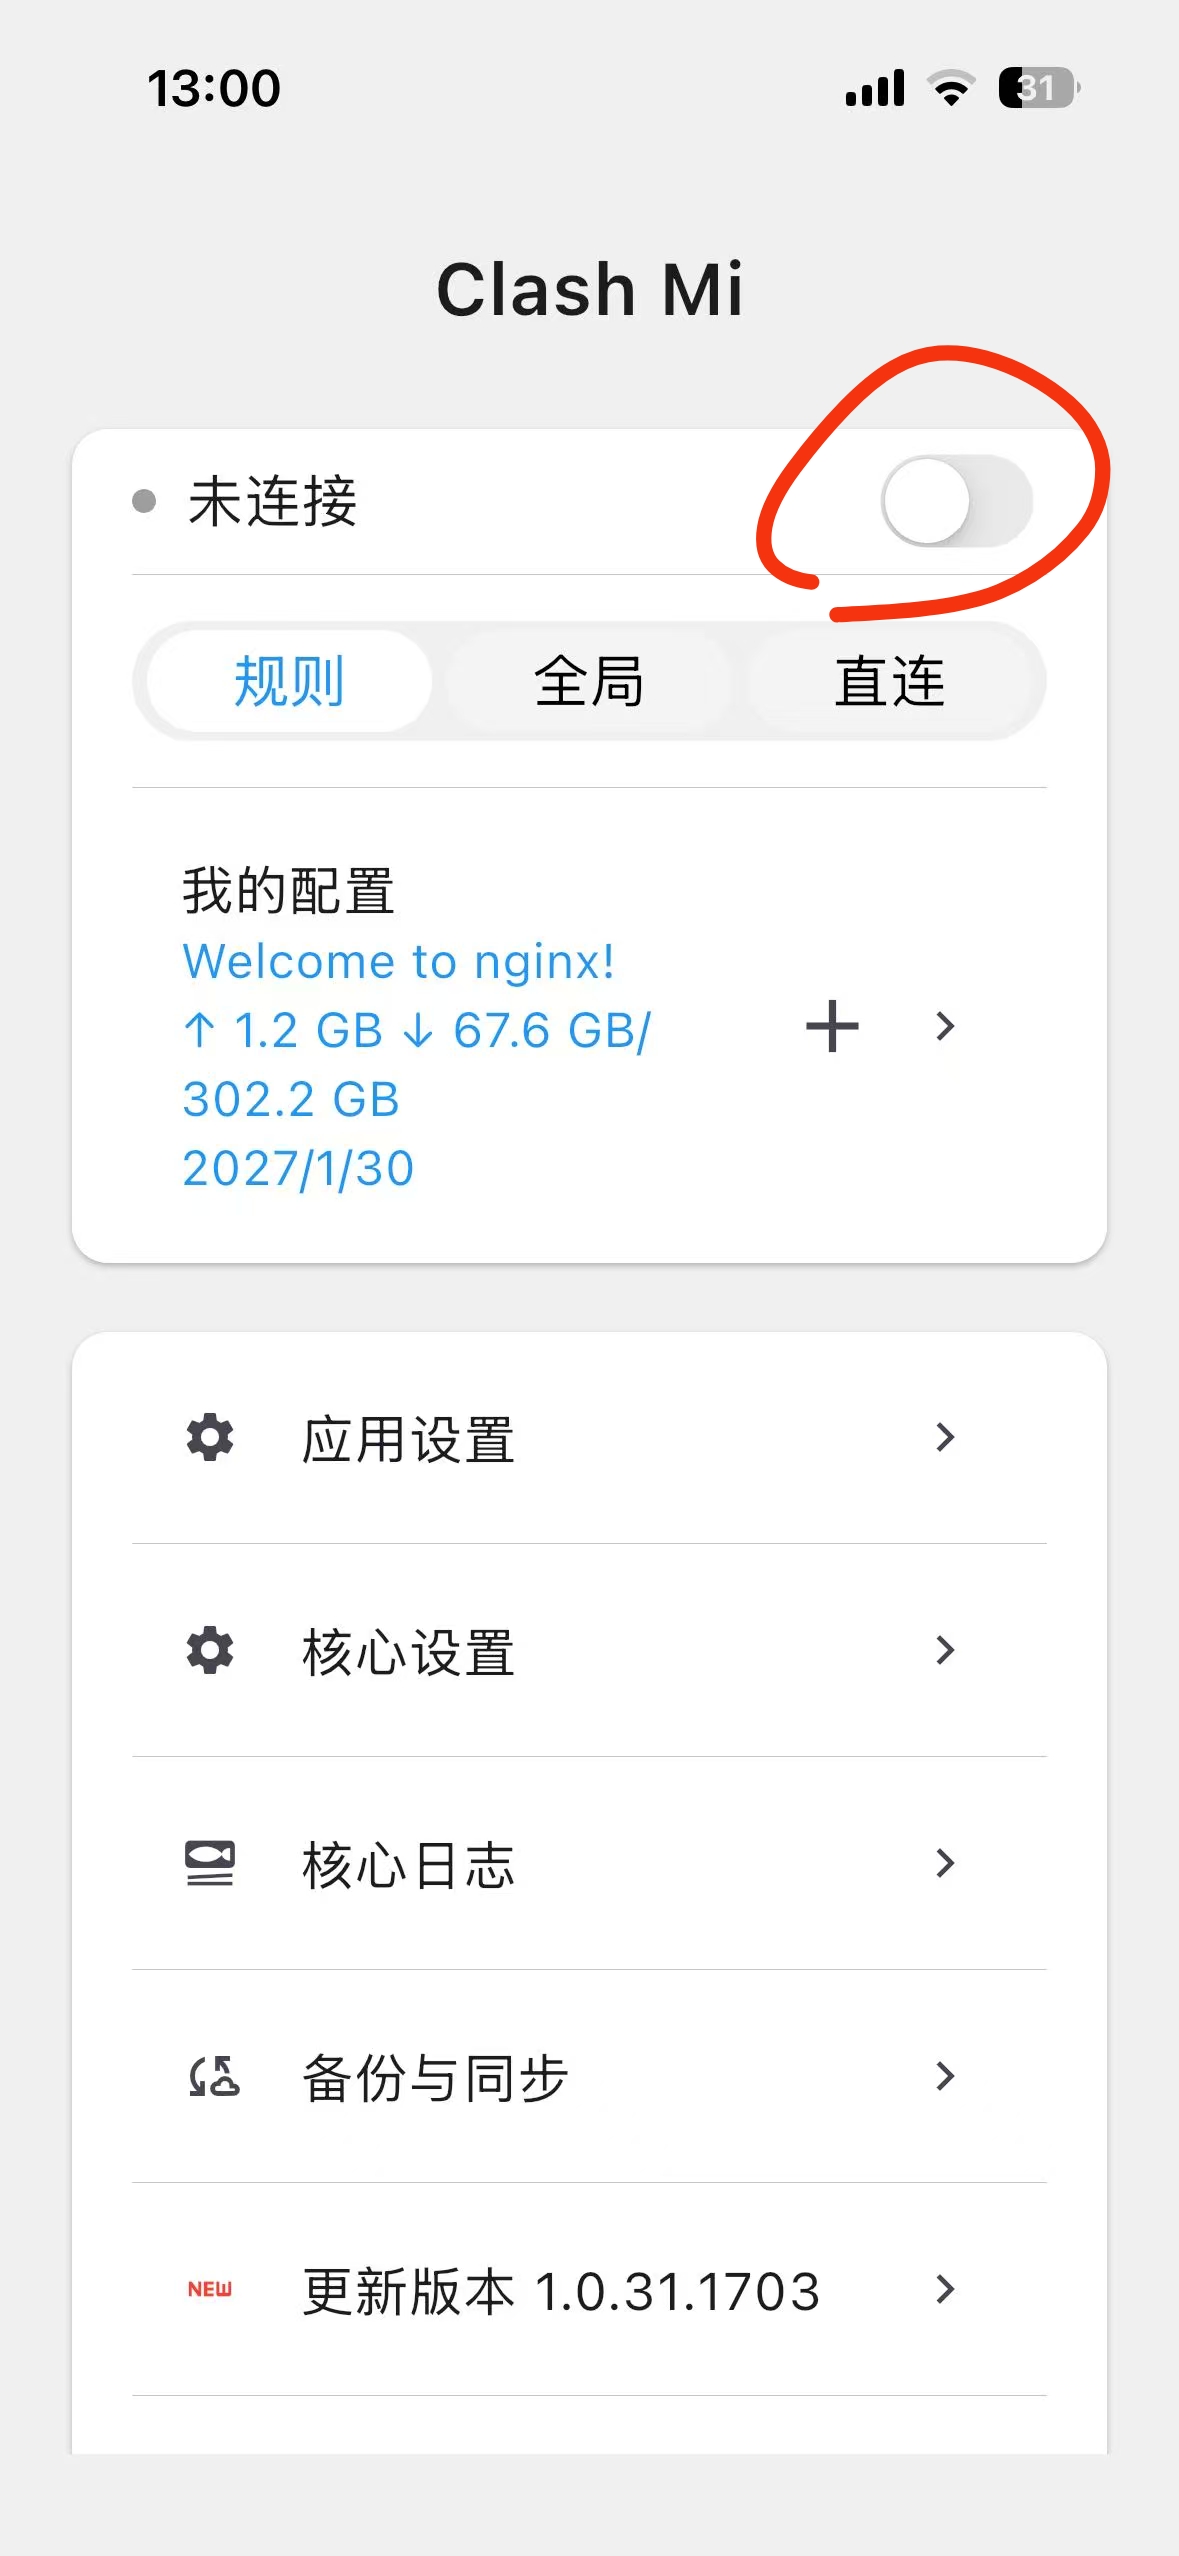 13:00
31
Clash Mi
未连接
规则 全局 直连
我的配置
Welcome to nginx!
↑ 1.2 GB ↓ 67.6 GB/
302.2 GB
2027/1/30
应用设置
核心设置
核心日志
备份与同步
NEW 更新版本 1.0.31.1703